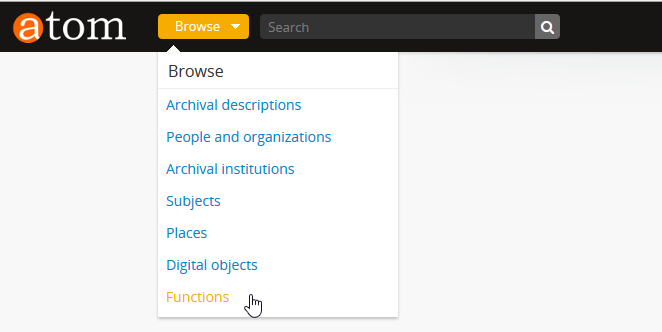 atom
Browse
Search
Browse
Archival descriptions
People and organizations
Archival institutions
Subjects
Places
Digital objects
Functions